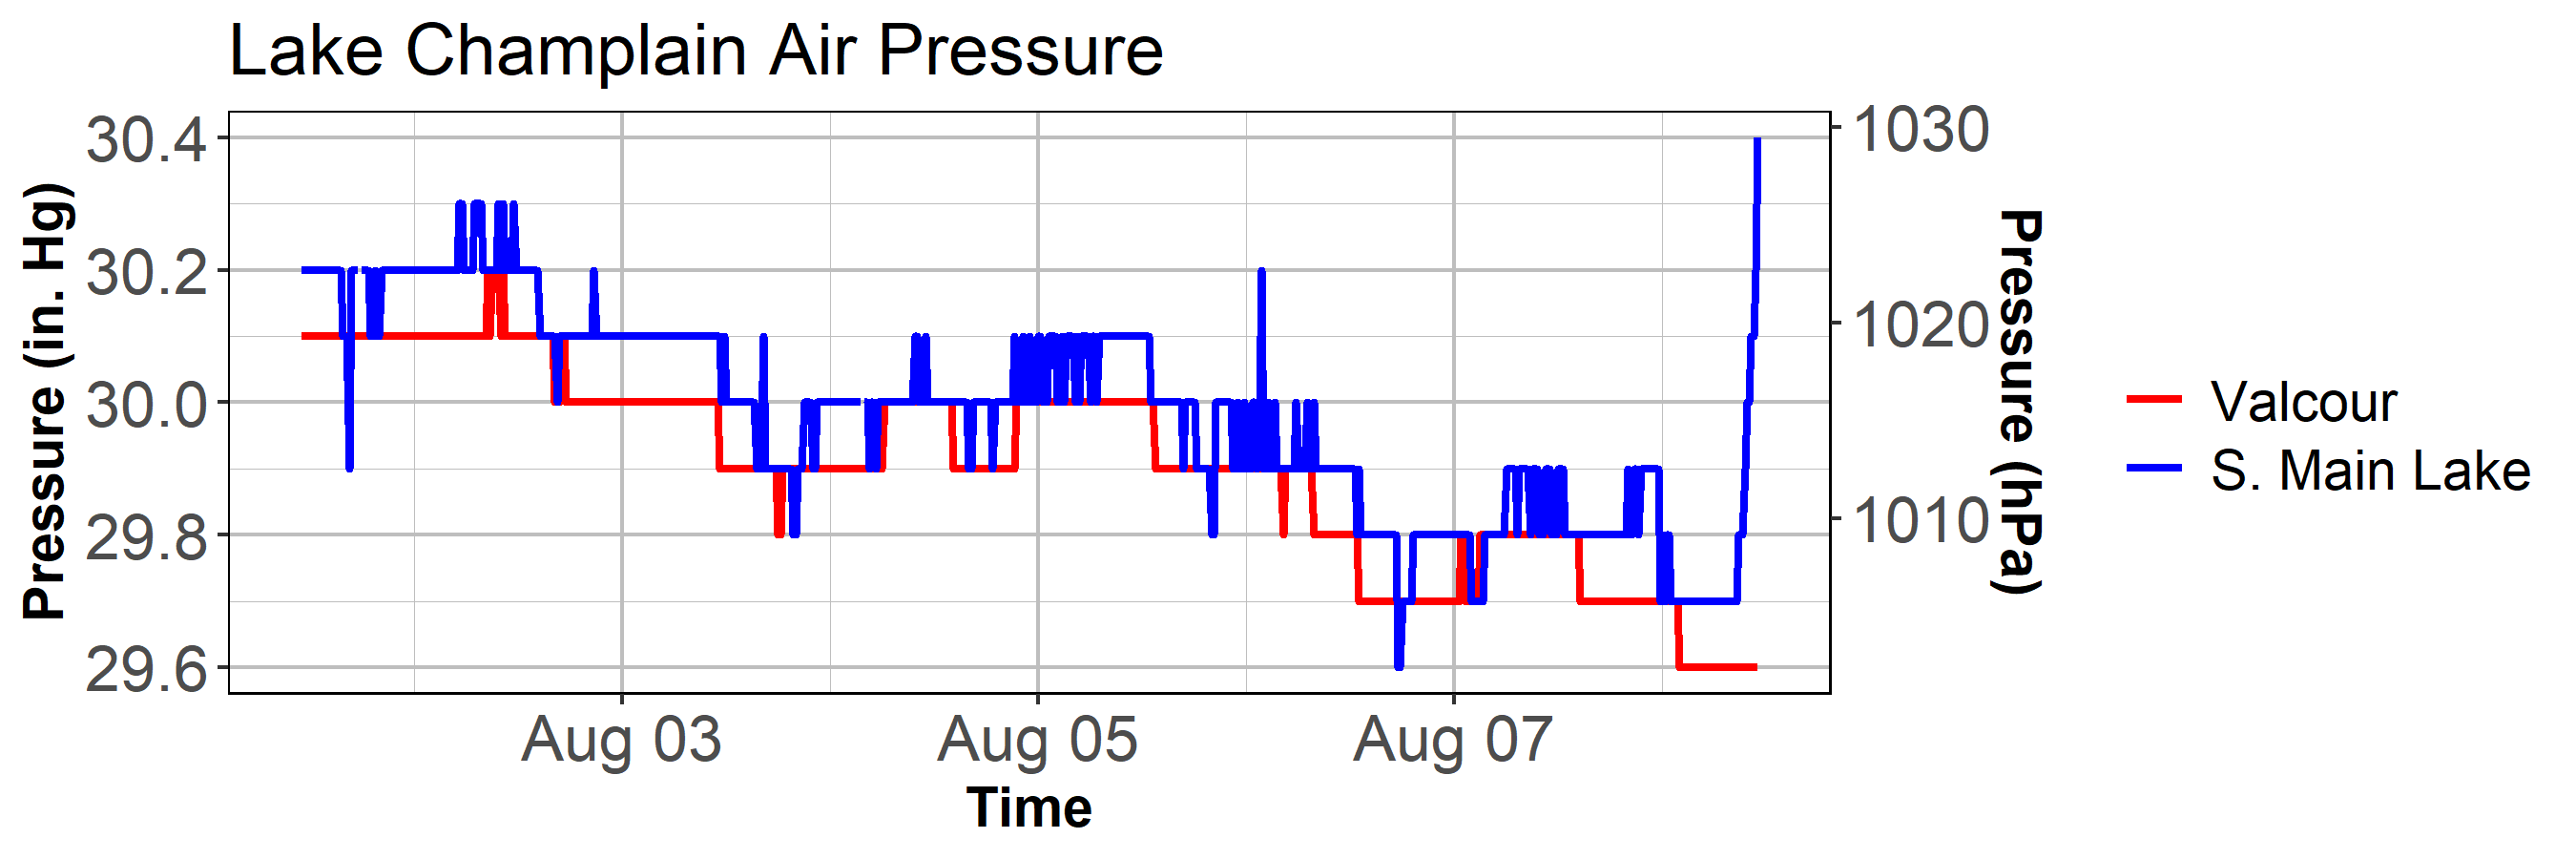 Lake Champlain Air Pressure
Pressure (in. Hg)
30.4
30.2
30.0
29.8
29.6
1030
1020
1010
Pressure (hPa)
Valcour
S. Main Lake
Aug 03 Aug 05 Aug 07
Time